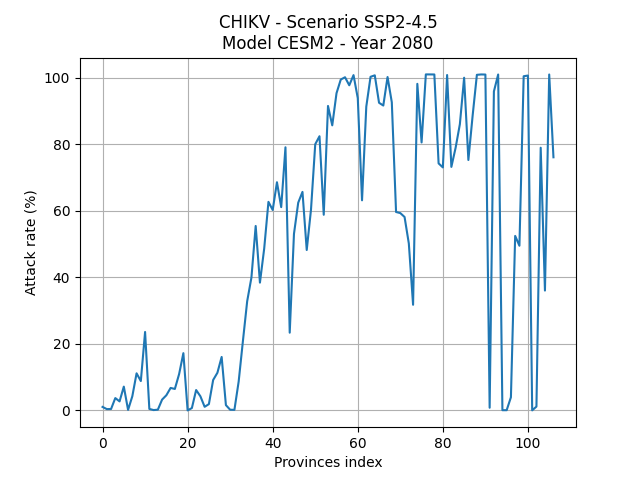 CHIKV - Scenario SSP2-4.5
Model CESM2 - Year 2080
Attack rate (%)
100
80
60
40
20
0
0 20 40 60 80 100
Provinces index